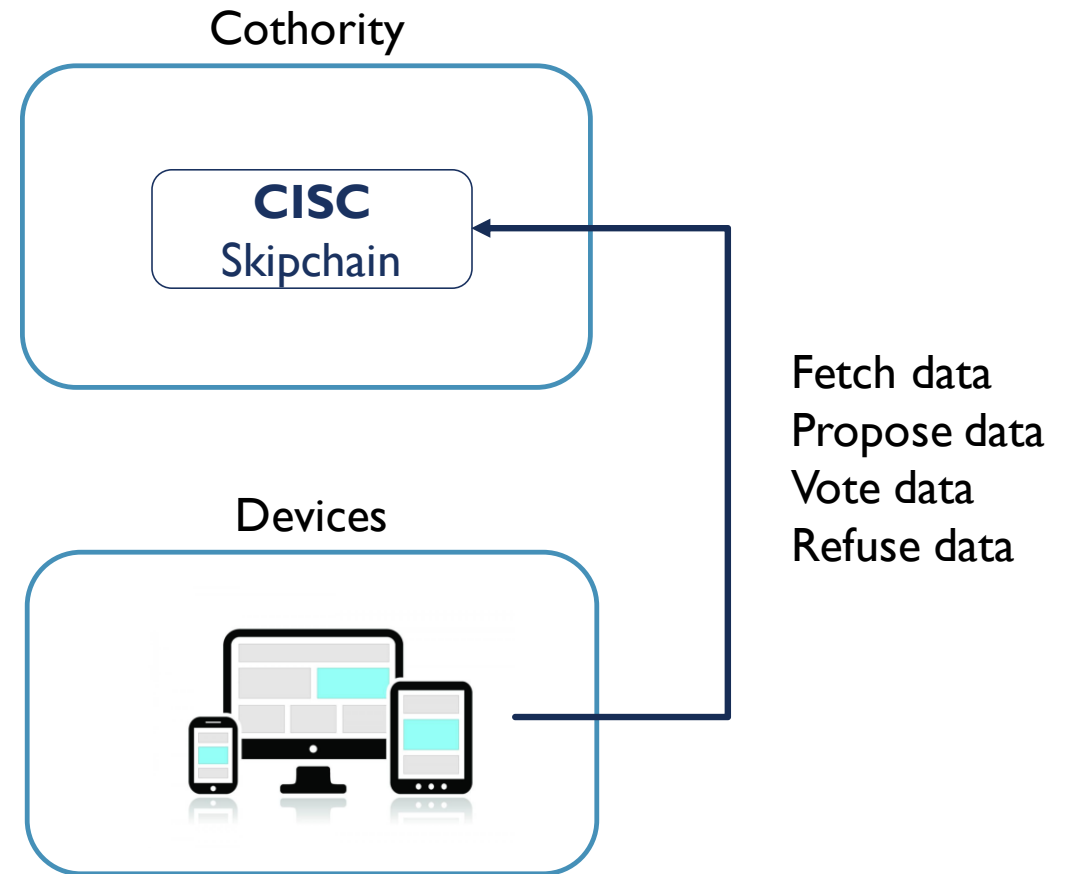 Cothority
CISC
Skipchain
Fetch data
Propose data
Vote data
Refuse data
Devices